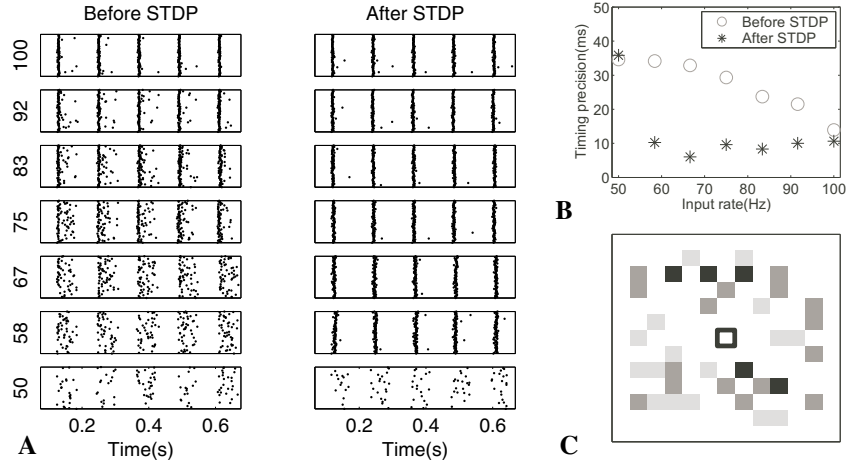 Before STDP
After STDP
100
92
83
75
67
58
50
0.2 0.4 0.6
0.2 0.4 0.6
Time(s)
Time(s)
A
50
40
30
20
10
0
Timing precision(ms)
Before STDP
After STDP
50 60 70 80 90 100
Input rate(Hz)
B
C